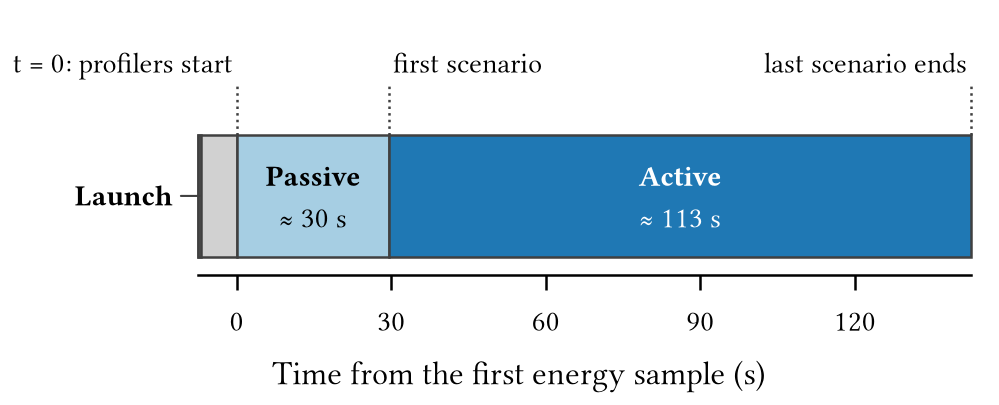 t = 0: profilers start
first scenario
last scenario ends
Launch
Passive
≈ 30 s
Active
≈ 113 s
0 30 60 90 120
Time from the first energy sample (s)